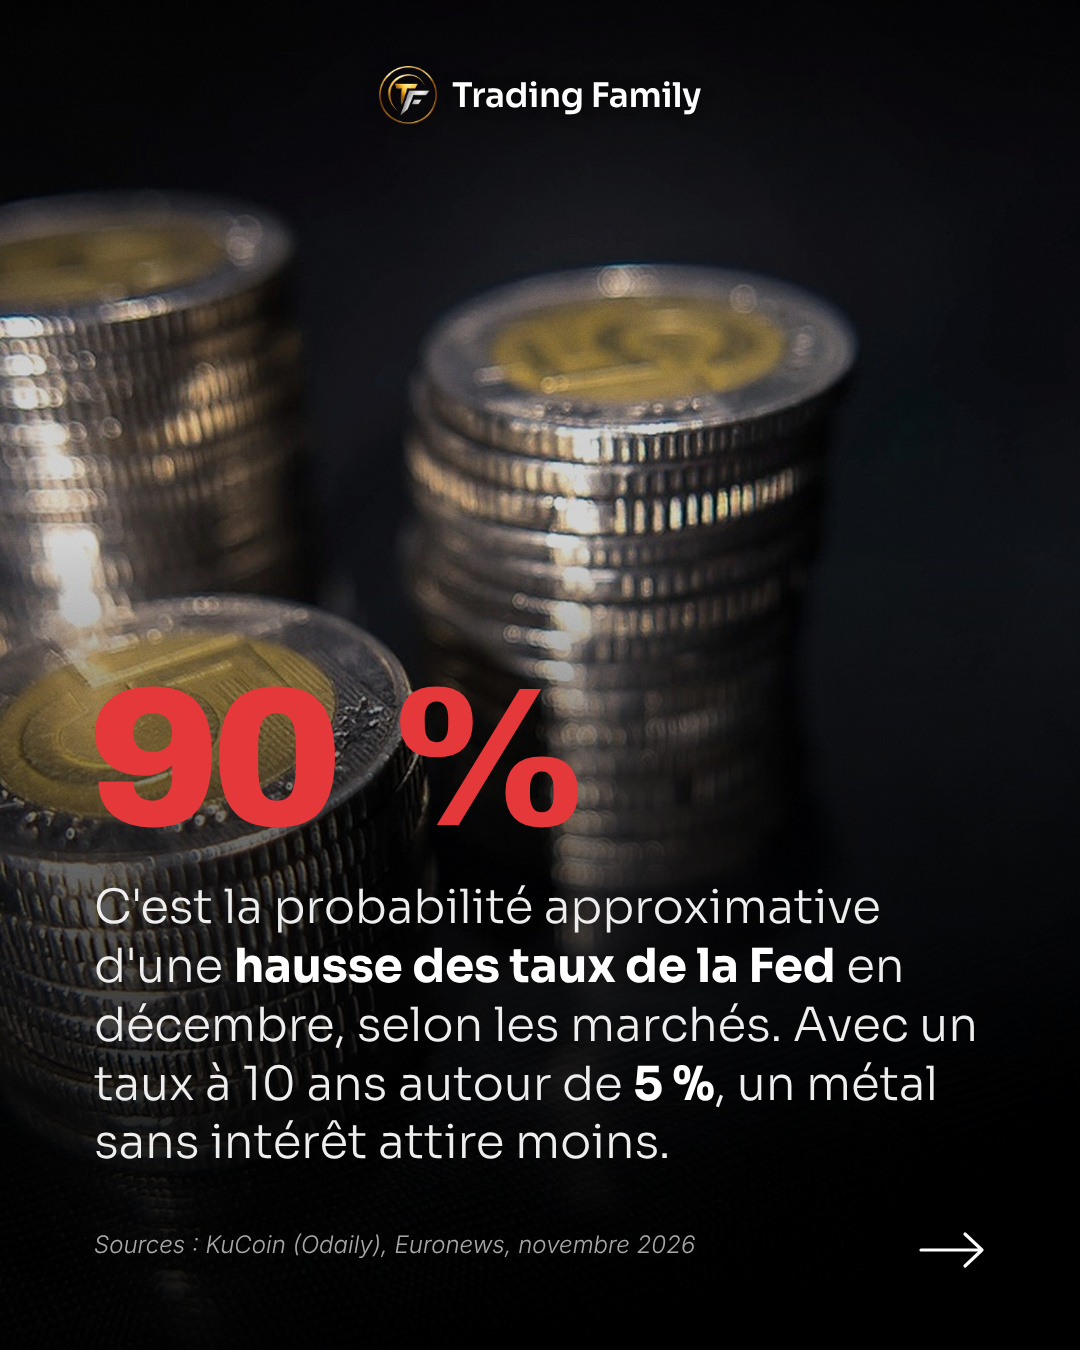 Trading Family
90 %
C'est la probabilité approximative
d'une hausse des taux de la Fed en
décembre, selon les marchés. Avec un
taux à 10 ans autour de 5 %, un métal
sans intérêt attire moins.
Sources : KuCoin (Odaily), Euronews, novembre 2026